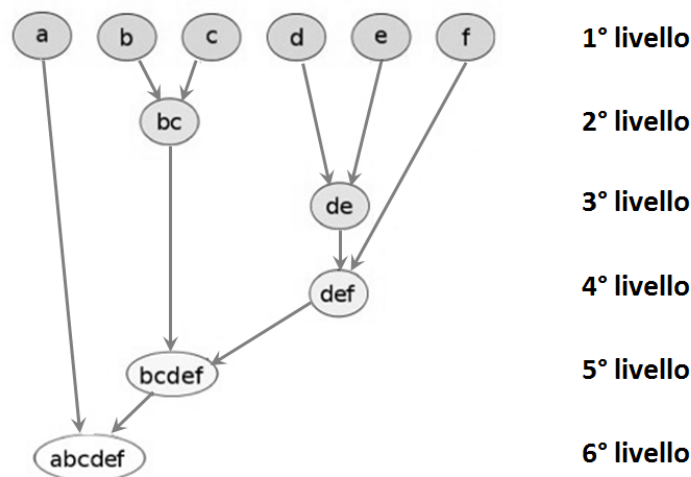 a b c d e f 1° livello
bc 2° livello
de 3° livello
def 4° livello
bcdef 5° livello
abcdef 6° livello